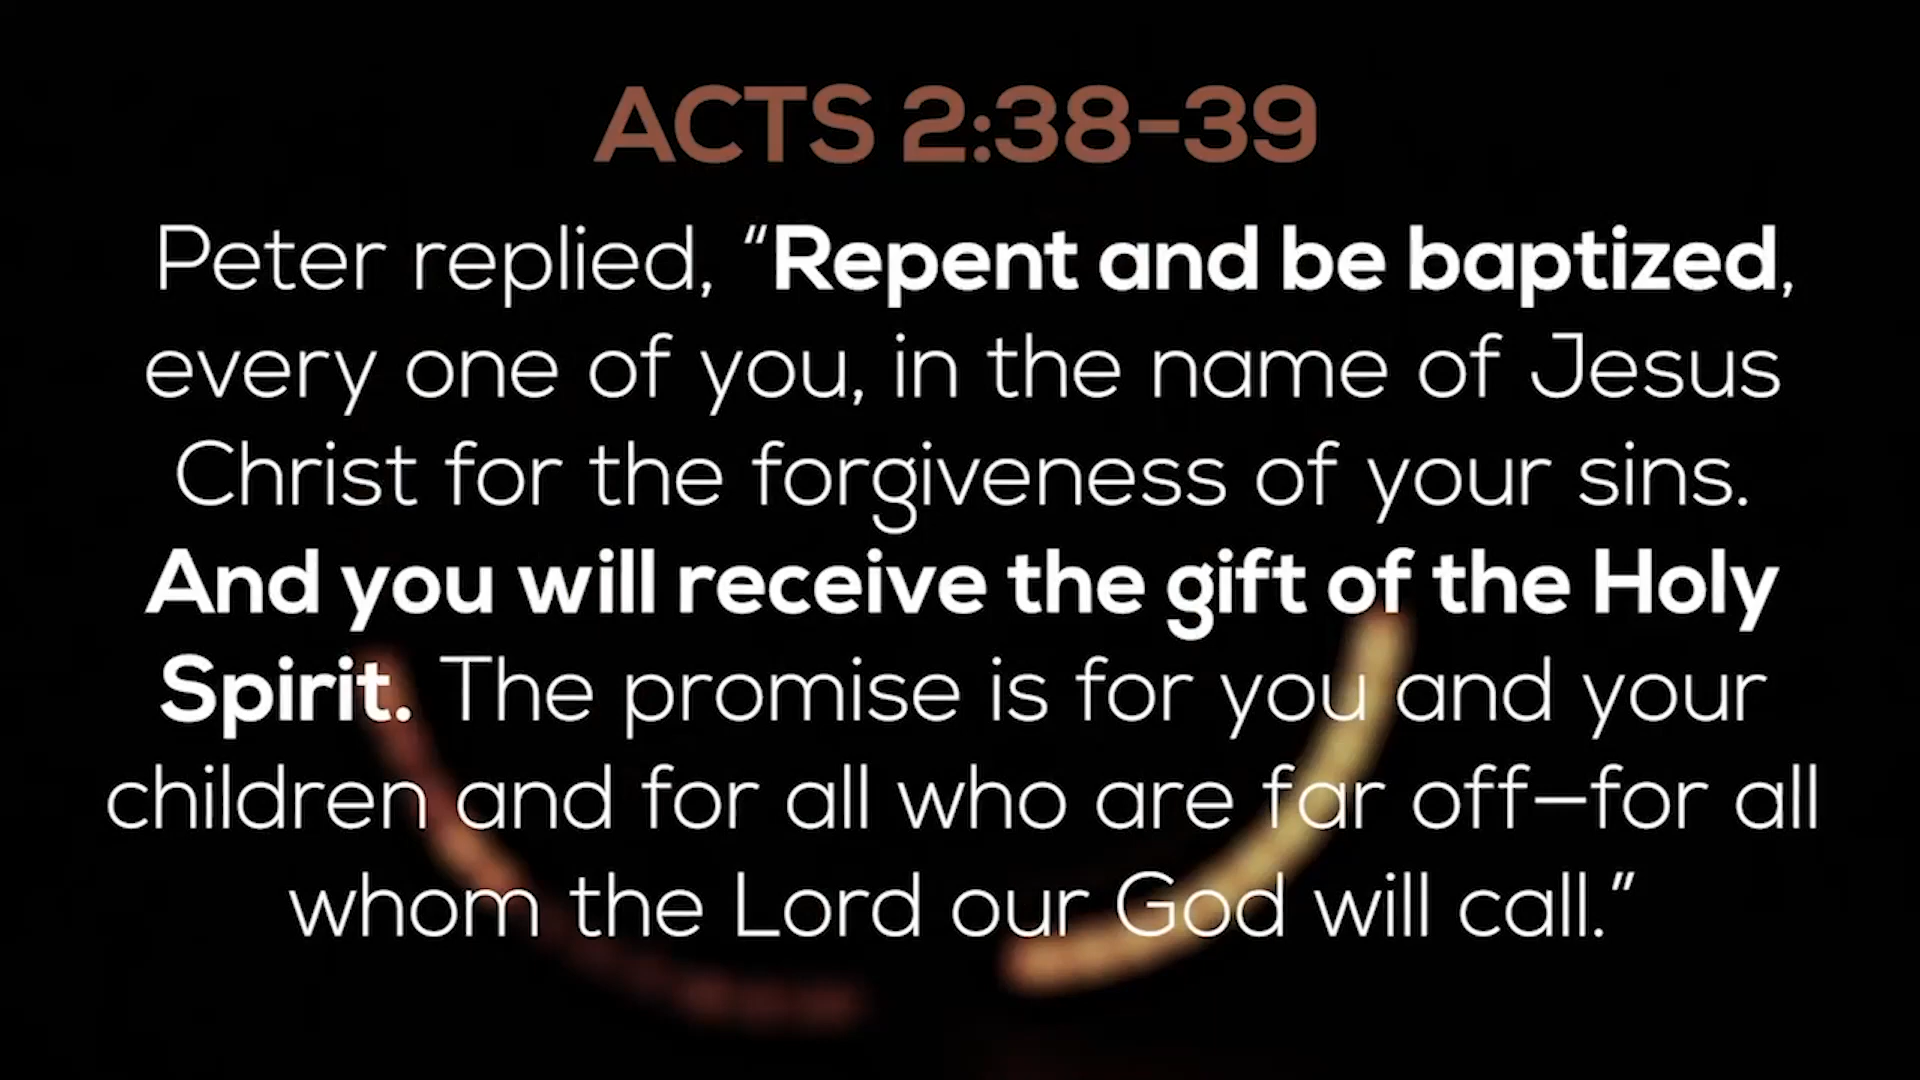 ACTS 2:38-39
Peter replied, “Repent and be baptized,
every one of you, in the name of Jesus
Christ for the forgiveness of your sins.
And you will receive the gift of the Holy
Spirit. The promise is for you and your
children and for all who are far off—for all
whom the Lord our God will call.”